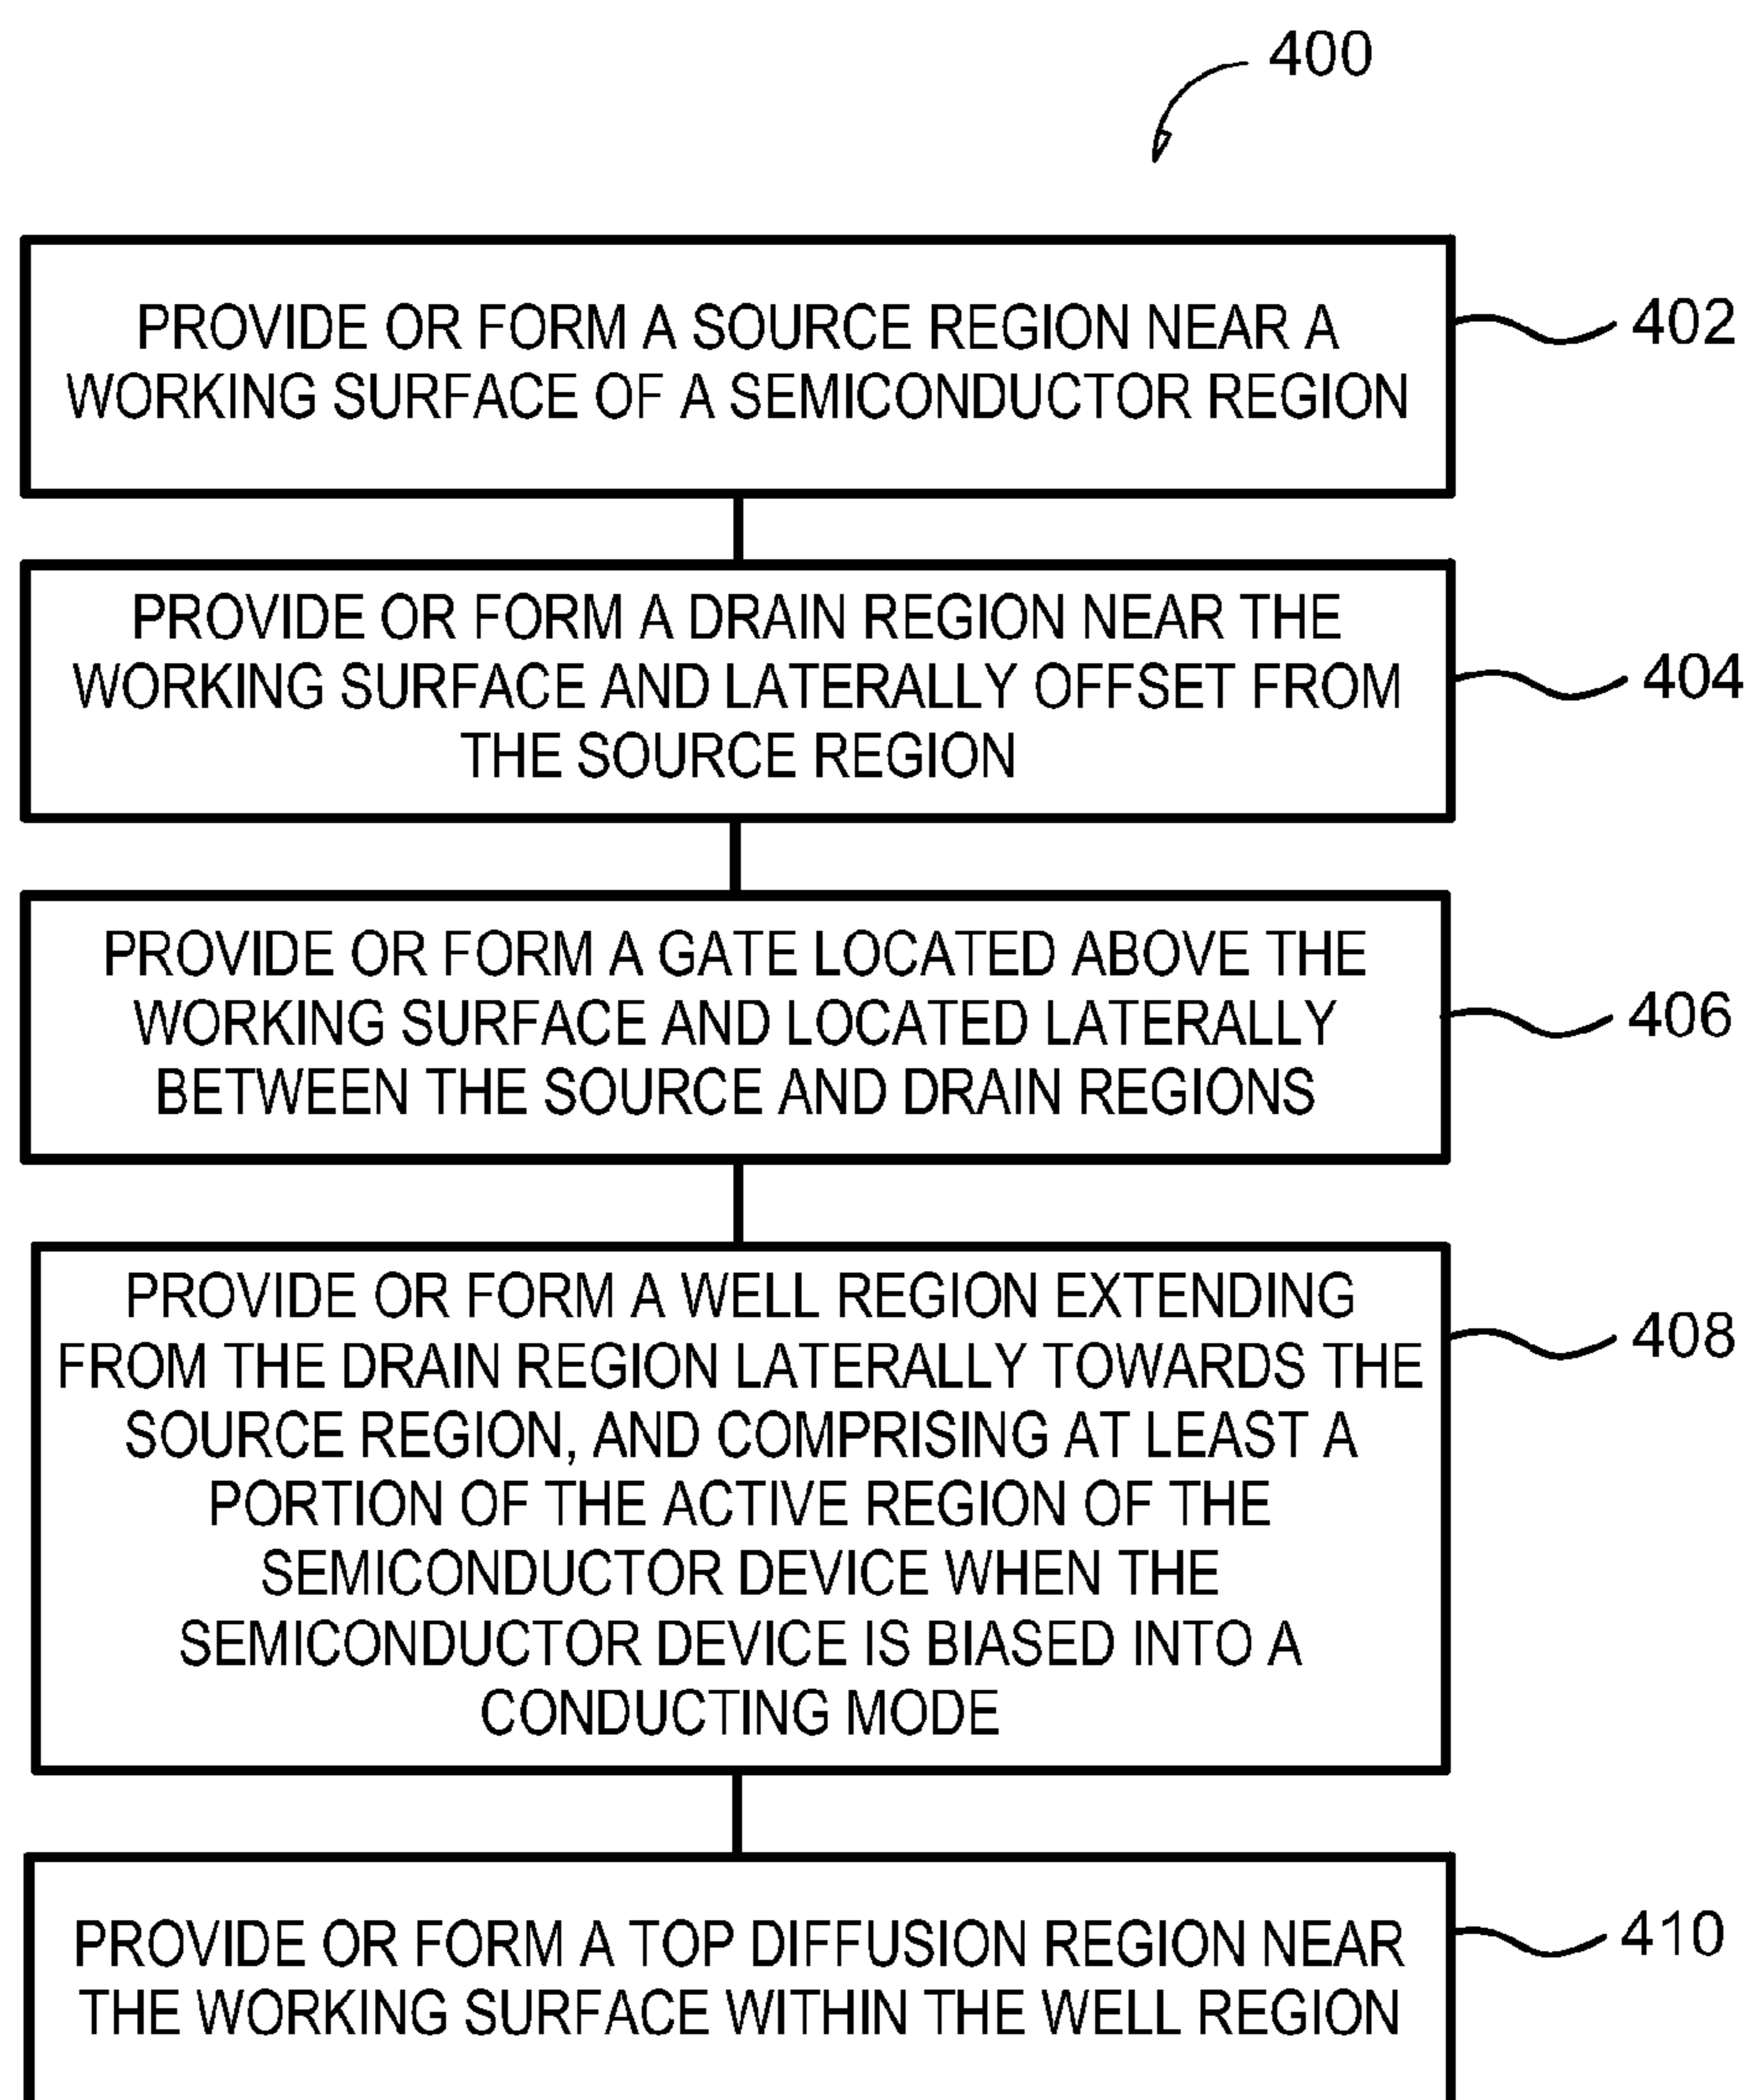 400
PROVIDE OR FORM A SOURCE REGION NEAR A
WORKING SURFACE OF A SEMICONDUCTOR REGION
402
PROVIDE OR FORM A DRAIN REGION NEAR THE
WORKING SURFACE AND LATERALLY OFFSET FROM
THE SOURCE REGION
404
PROVIDE OR FORM A GATE LOCATED ABOVE THE
WORKING SURFACE AND LOCATED LATERALLY
BETWEEN THE SOURCE AND DRAIN REGIONS
406
PROVIDE OR FORM A WELL REGION EXTENDING
FROM THE DRAIN REGION LATERALLY TOWARDS THE
SOURCE REGION, AND COMPRISING AT LEAST A
PORTION OF THE ACTIVE REGION OF THE
SEMICONDUCTOR DEVICE WHEN THE
SEMICONDUCTOR DEVICE IS BIASED INTO A
CONDUCTING MODE
408
PROVIDE OR FORM A TOP DIFFUSION REGION NEAR
THE WORKING SURFACE WITHIN THE WELL REGION
410